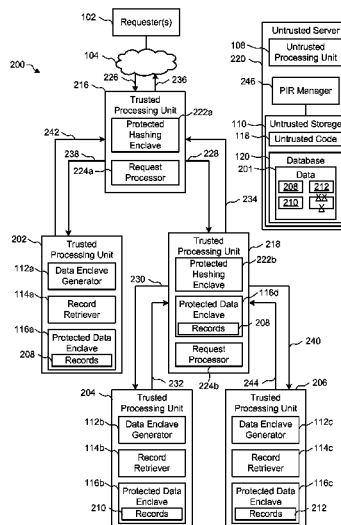 102
Requester(s)
104
200
226
236
216
Trusted
Processing Unit
222a
Protected
Hashing
Enclave
224a
Request
Processor
242
238
228
234
Untrusted Server
220
108
Untrusted
Processing Unit
246
PIR Manager
110
Untrusted Storage
118
Untrusted Code
120
Database
201
Data
208
212
210
202
Trusted
Processing Unit
112a
Data Enclave
Generator
114a
Record
Retriever
116a
Protected Data
Enclave
208
Records
218
Trusted
Processing Unit
222b
Protected
Hashing
Enclave
Protected Data
116d
Enclave
Records
208
Request
Processor
224b
230
232
240
244
204
Trusted
Processing Unit
112b
Data Enclave
Generator
114b
Record
Retriever
116b
Protected Data
Enclave
210
Records
206
Trusted
Processing Unit
Data Enclave
Generator
112c
Record
Retriever
114c
Protected Data
Enclave
116c
Records
212